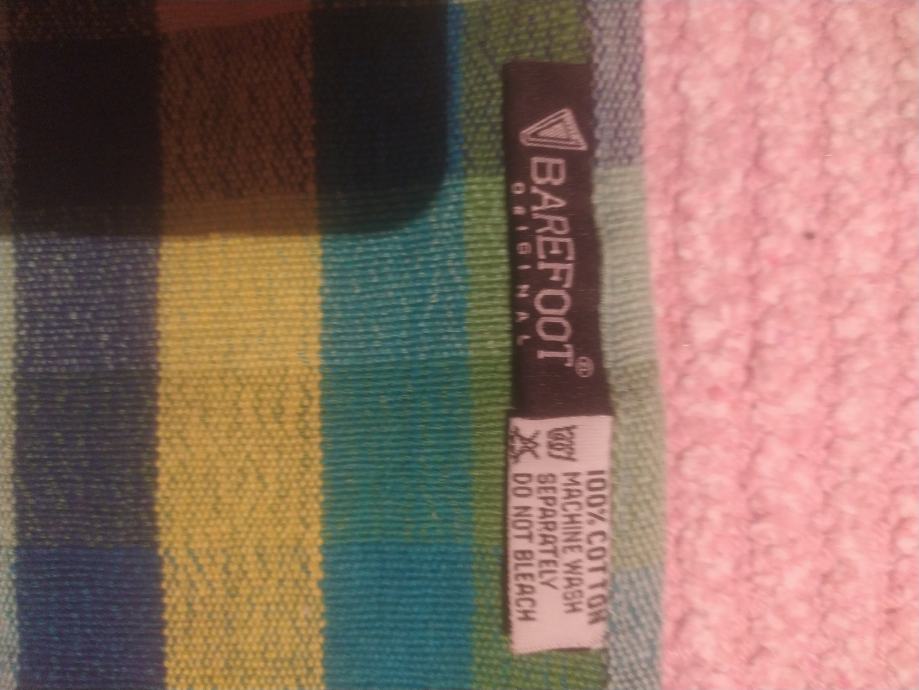 BAREFOOT®
ORIGINAL
100% COTTON
MACHINE WASH
SEPARATELY
DO NOT BLEACH